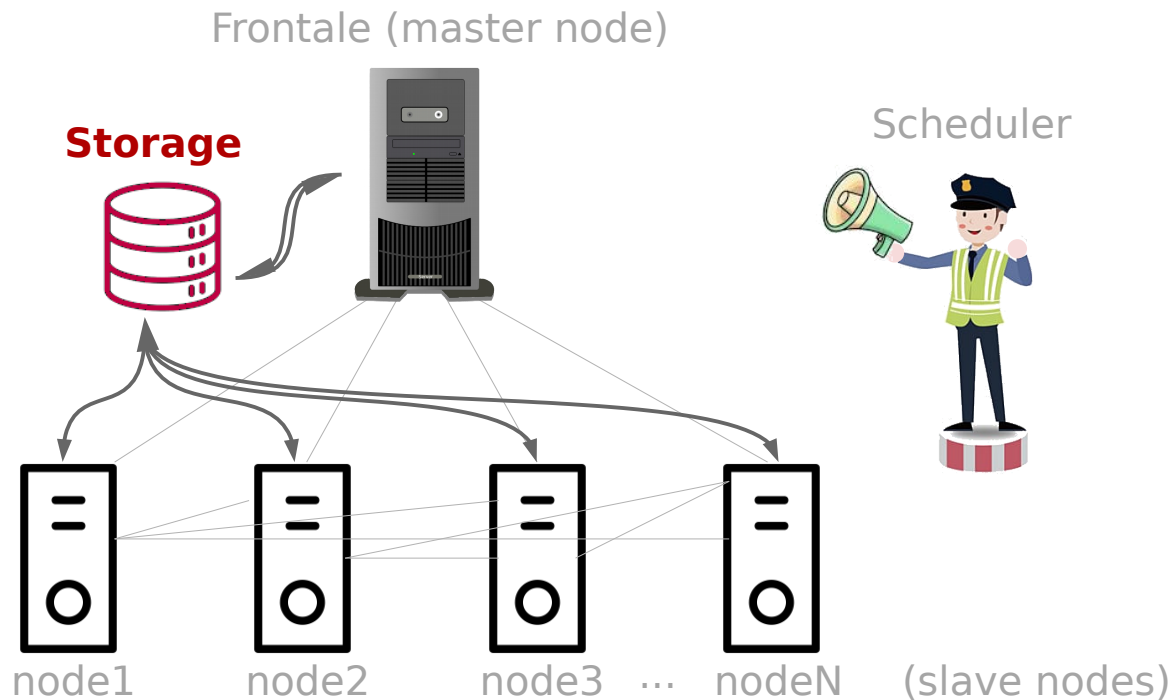 Frontale (master node)
Storage
Scheduler
node1 node2 node3 ... nodeN (slave nodes)